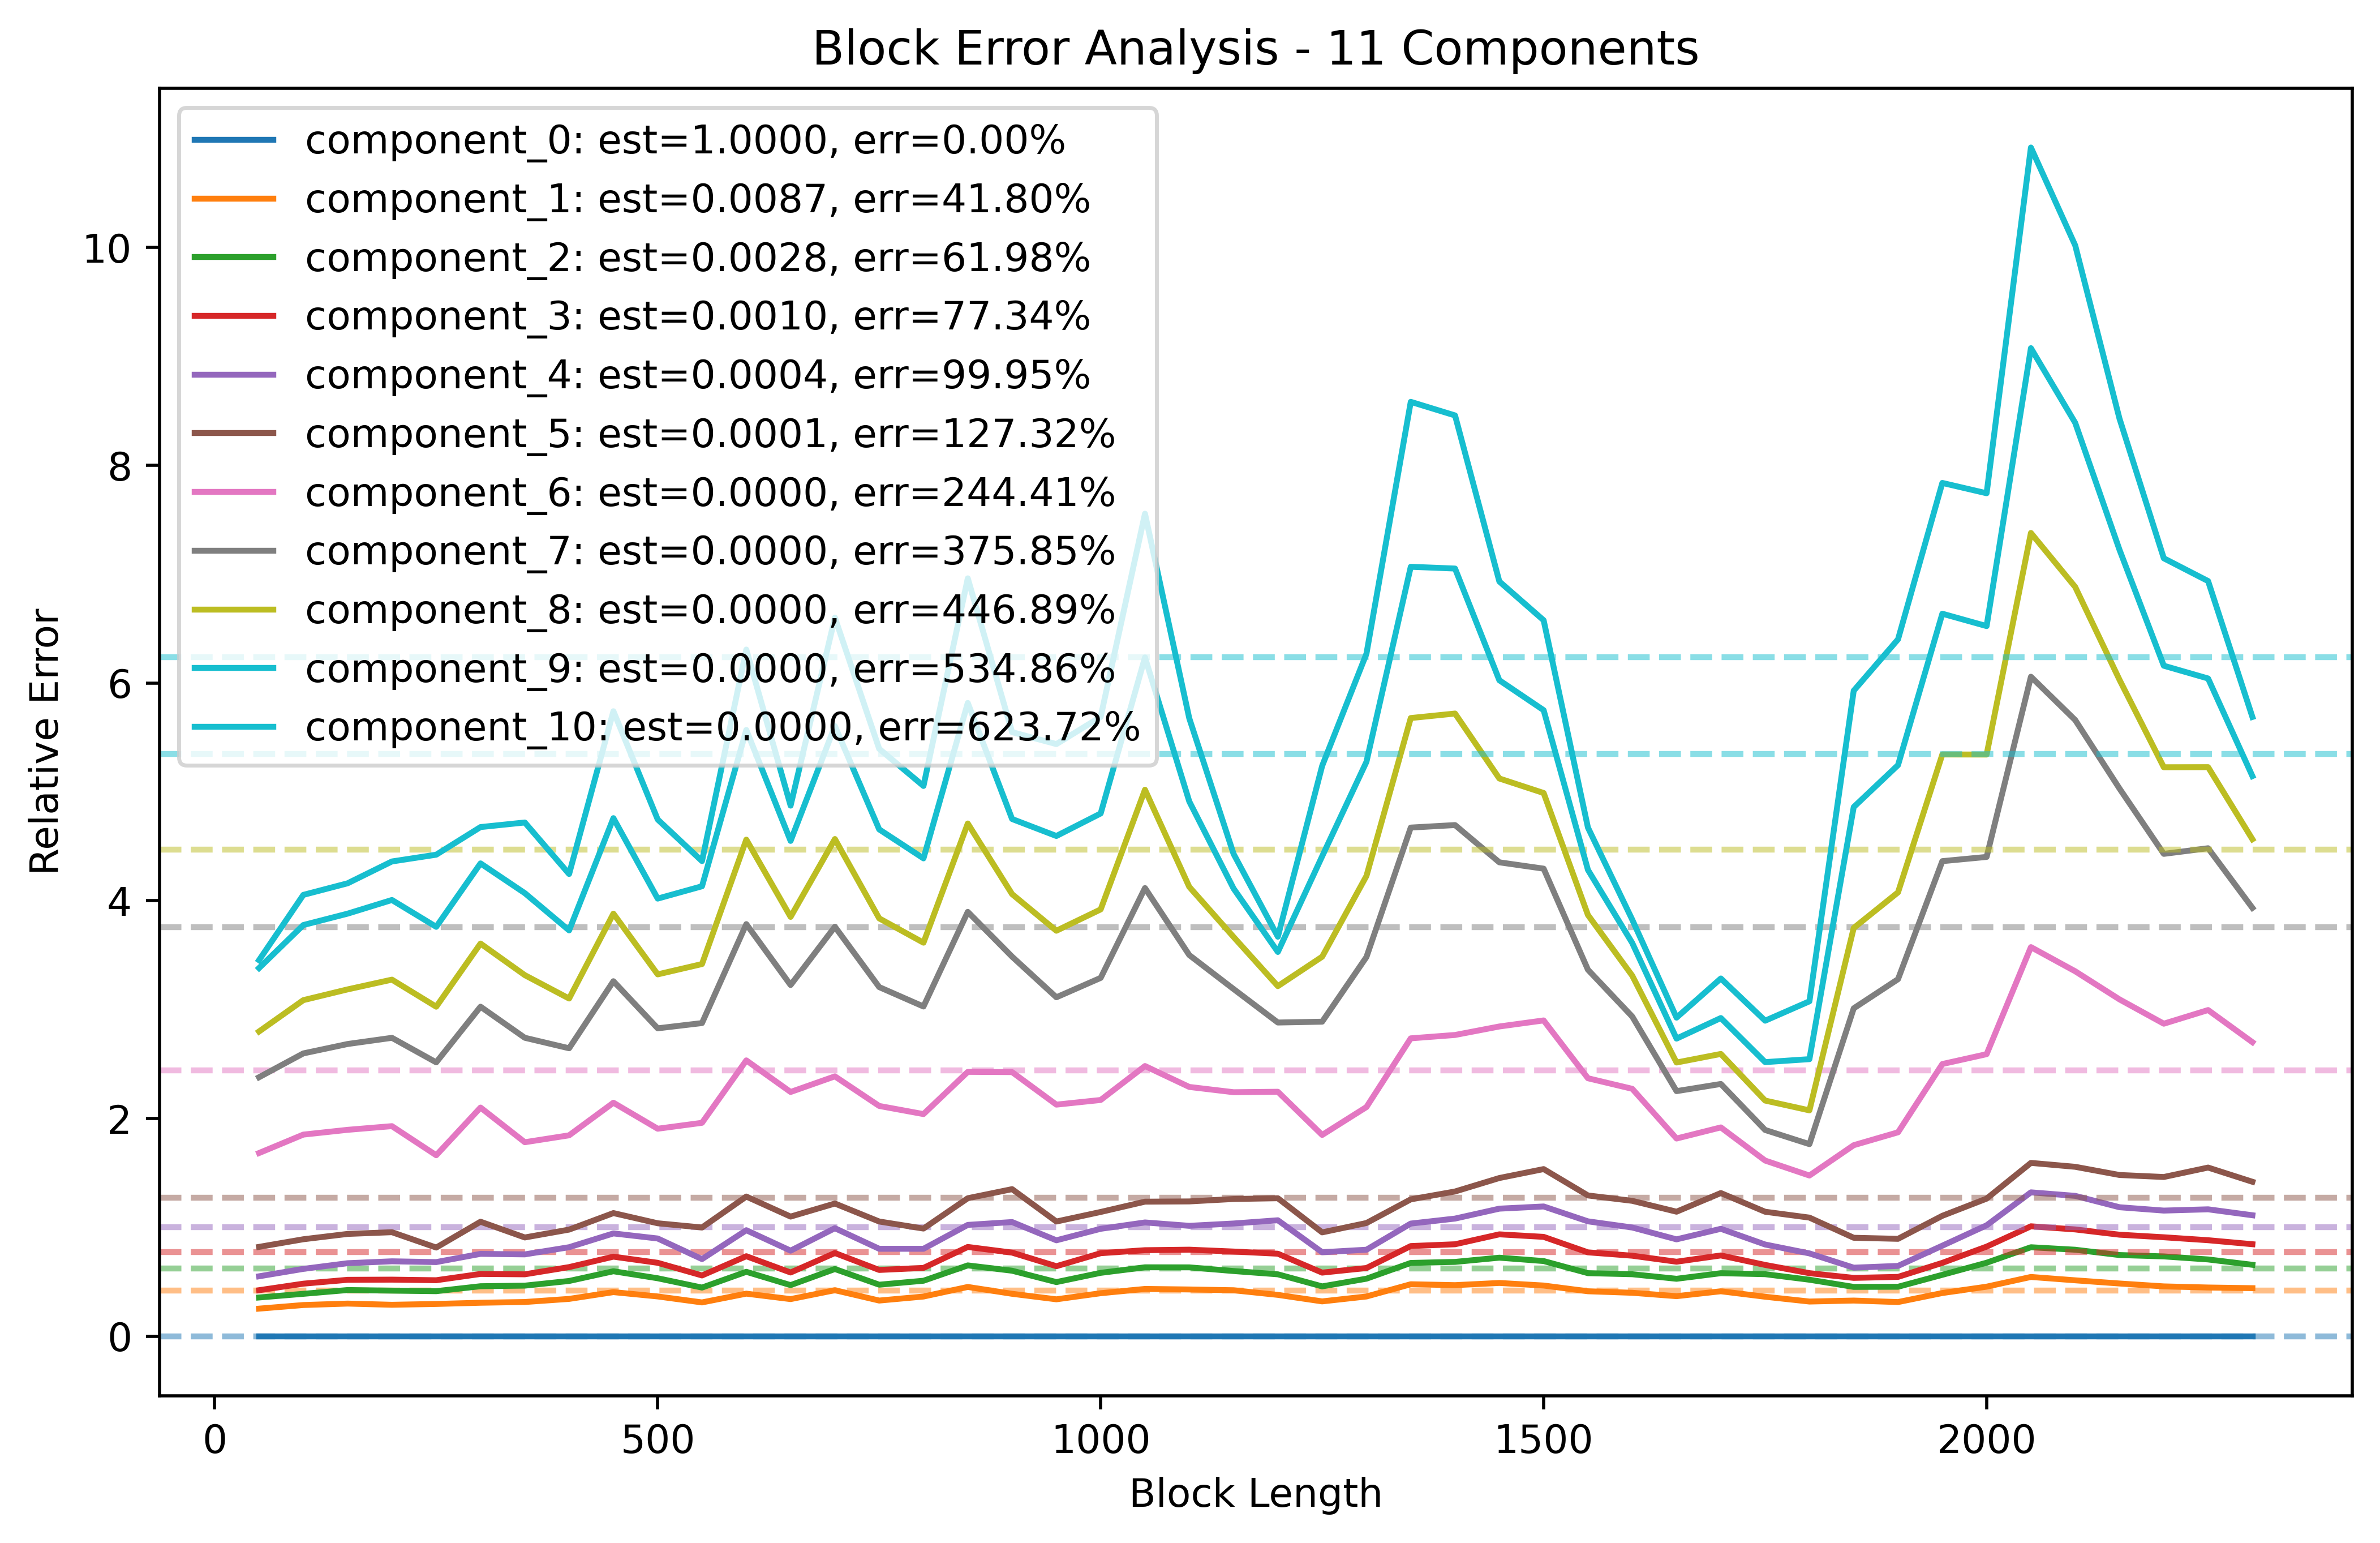 Block Error Analysis - 11 Components
component_0: est=1.0000, err=0.00%
component_1: est=0.0087, err=41.80%
component_2: est=0.0028, err=61.98%
component_3: est=0.0010, err=77.34%
component_4: est=0.0004, err=99.95%
component_5: est=0.0001, err=127.32%
component_6: est=0.0000, err=244.41%
component_7: est=0.0000, err=375.85%
component_8: est=0.0000, err=446.89%
component_9: est=0.0000, err=534.86%
component_10: est=0.0000, err=623.72%
Relative Error
10
8
6
4
2
0
0 500 1000 1500 2000
Block Length